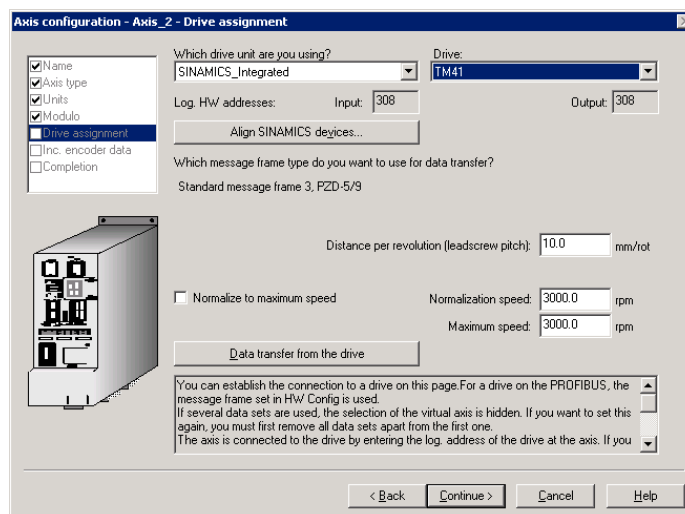 Axis configuration - Axis_2 - Drive assignment
Name
Axis type
Units
Modulo
Drive assignment
Inc. encoder data
Completion
Which drive unit are you using?
Drive:
SINAMICS_Integrated
TM41
Log. HW addresses:
Input: 308
Output: 308
Align SINAMICS devices...
Which message frame type do you want to use for data transfer?
Standard message frame 3, PZD-5/9
Distance per revolution (leadscrew pitch): 10.0 mm/rot
Normalize to maximum speed
Normalization speed: 3000.0 rpm
Maximum speed: 3000.0 rpm
Data transfer from the drive
You can establish the connection to a drive on this page.For a drive on the PROFIBUS, the
message frame set in HW Config is used.
If several data sets are used, the selection of the virtual axis is hidden. If you want to set this
again, you must first remove all data sets apart from the first one.
The axis is connected to the drive by entering the log. address of the drive at the axis. If you
< Back
Continue >
Cancel
Help